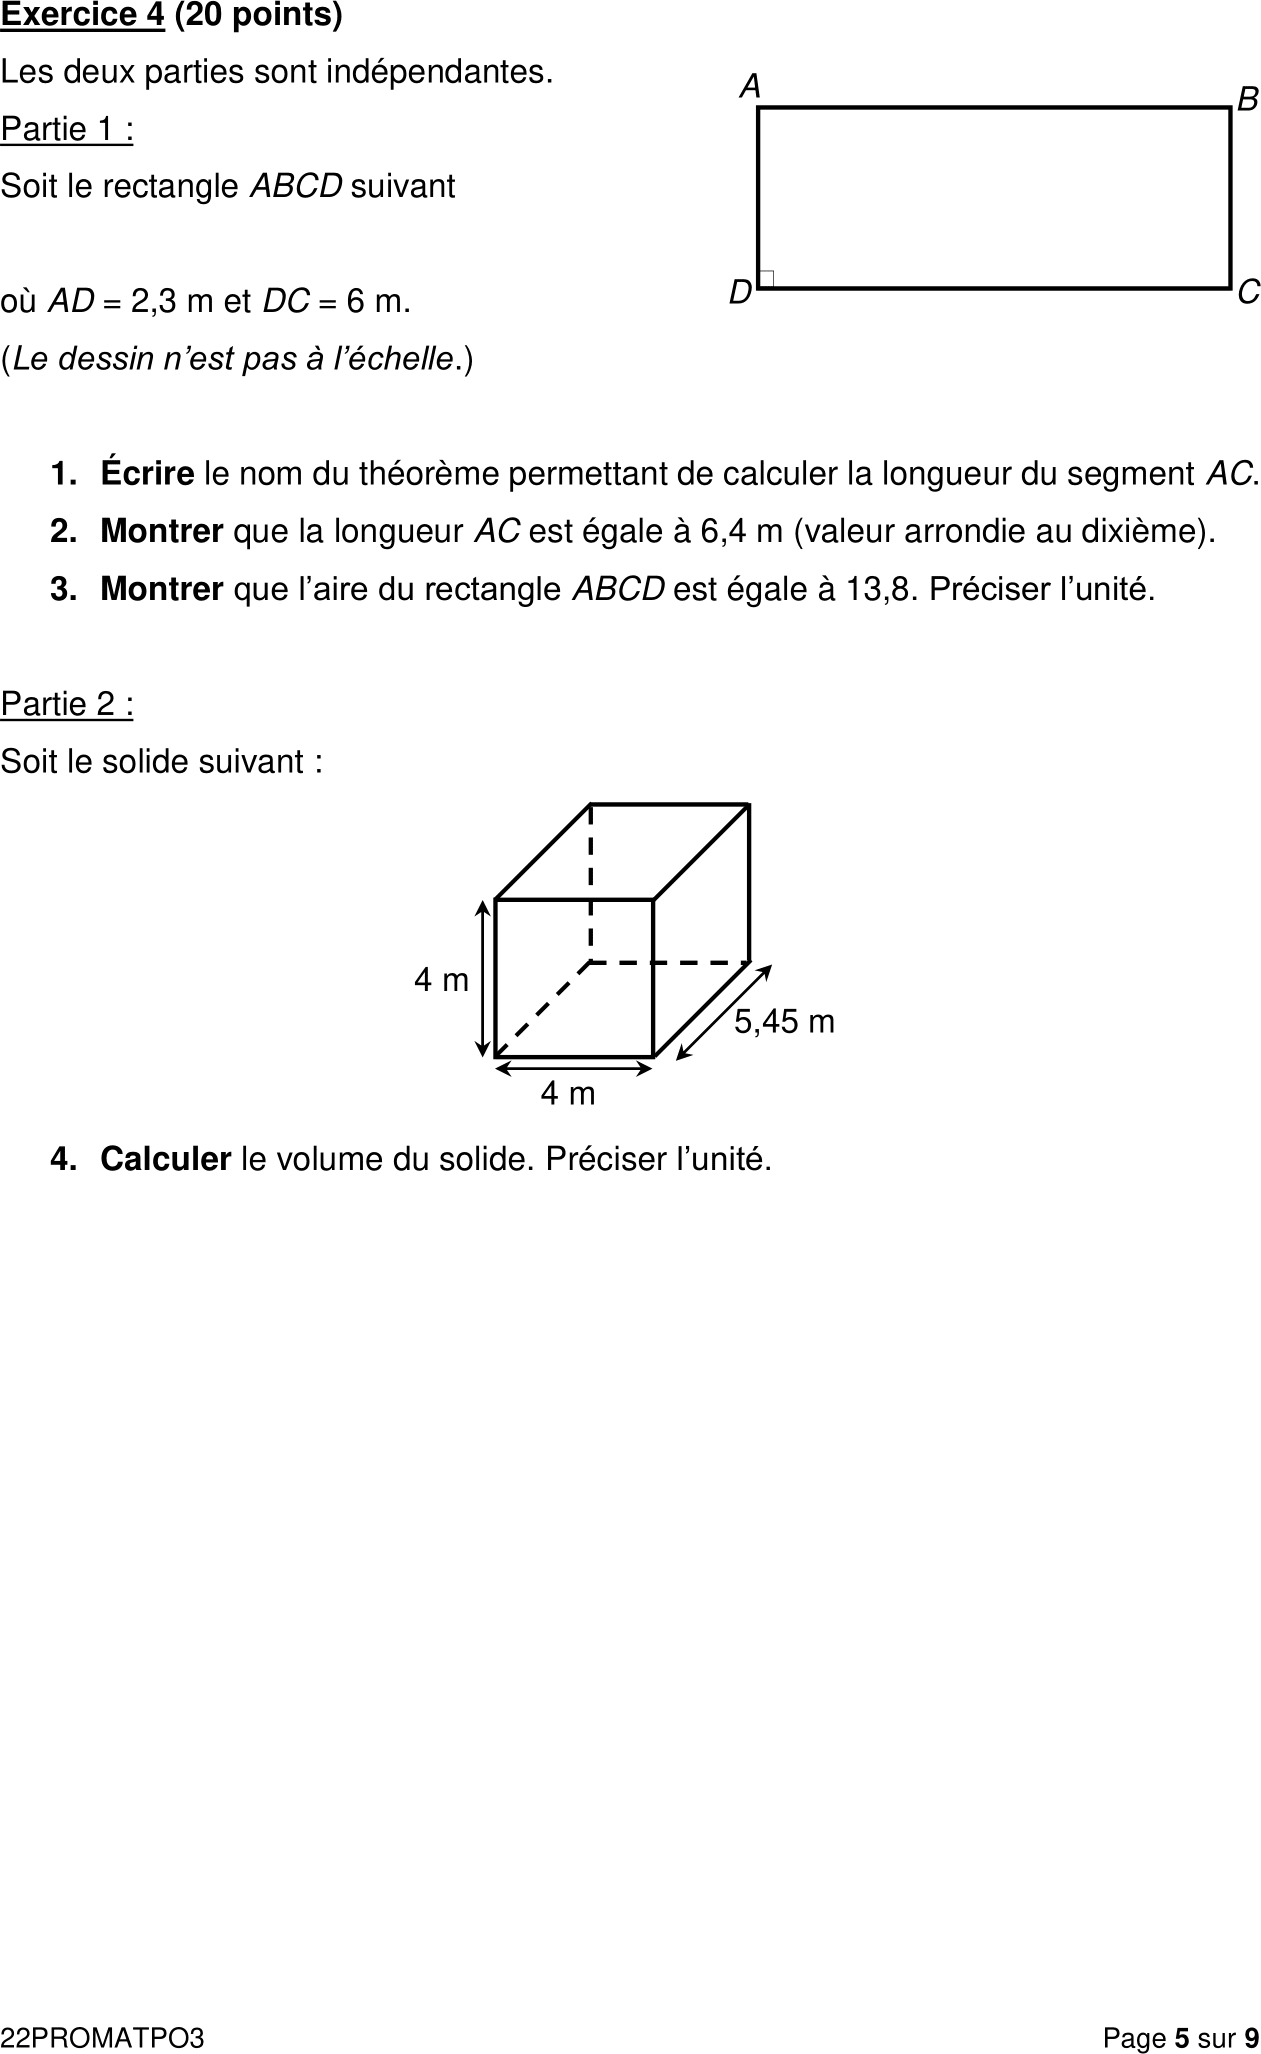 Exercice 4 (20 points)
Les deux parties sont indépendantes.
Partie 1 :
Soit le rectangle ABCD suivant
A
B
D
C
où AD = 2,3 m et DC = 6 m.
(Le dessin n’est pas à l’échelle.)
1. Écrire le nom du théorème permettant de calculer la longueur du segment AC.
2. Montrer que la longueur AC est égale à 6,4 m (valeur arrondie au dixième).
3. Montrer que l’aire du rectangle ABCD est égale à 13,8. Préciser l’unité.
Partie 2 :
Soit le solide suivant :
4 m
5,45 m
4 m
4. Calculer le volume du solide. Préciser l’unité.
22PROMATPO3
Page 5 sur 9